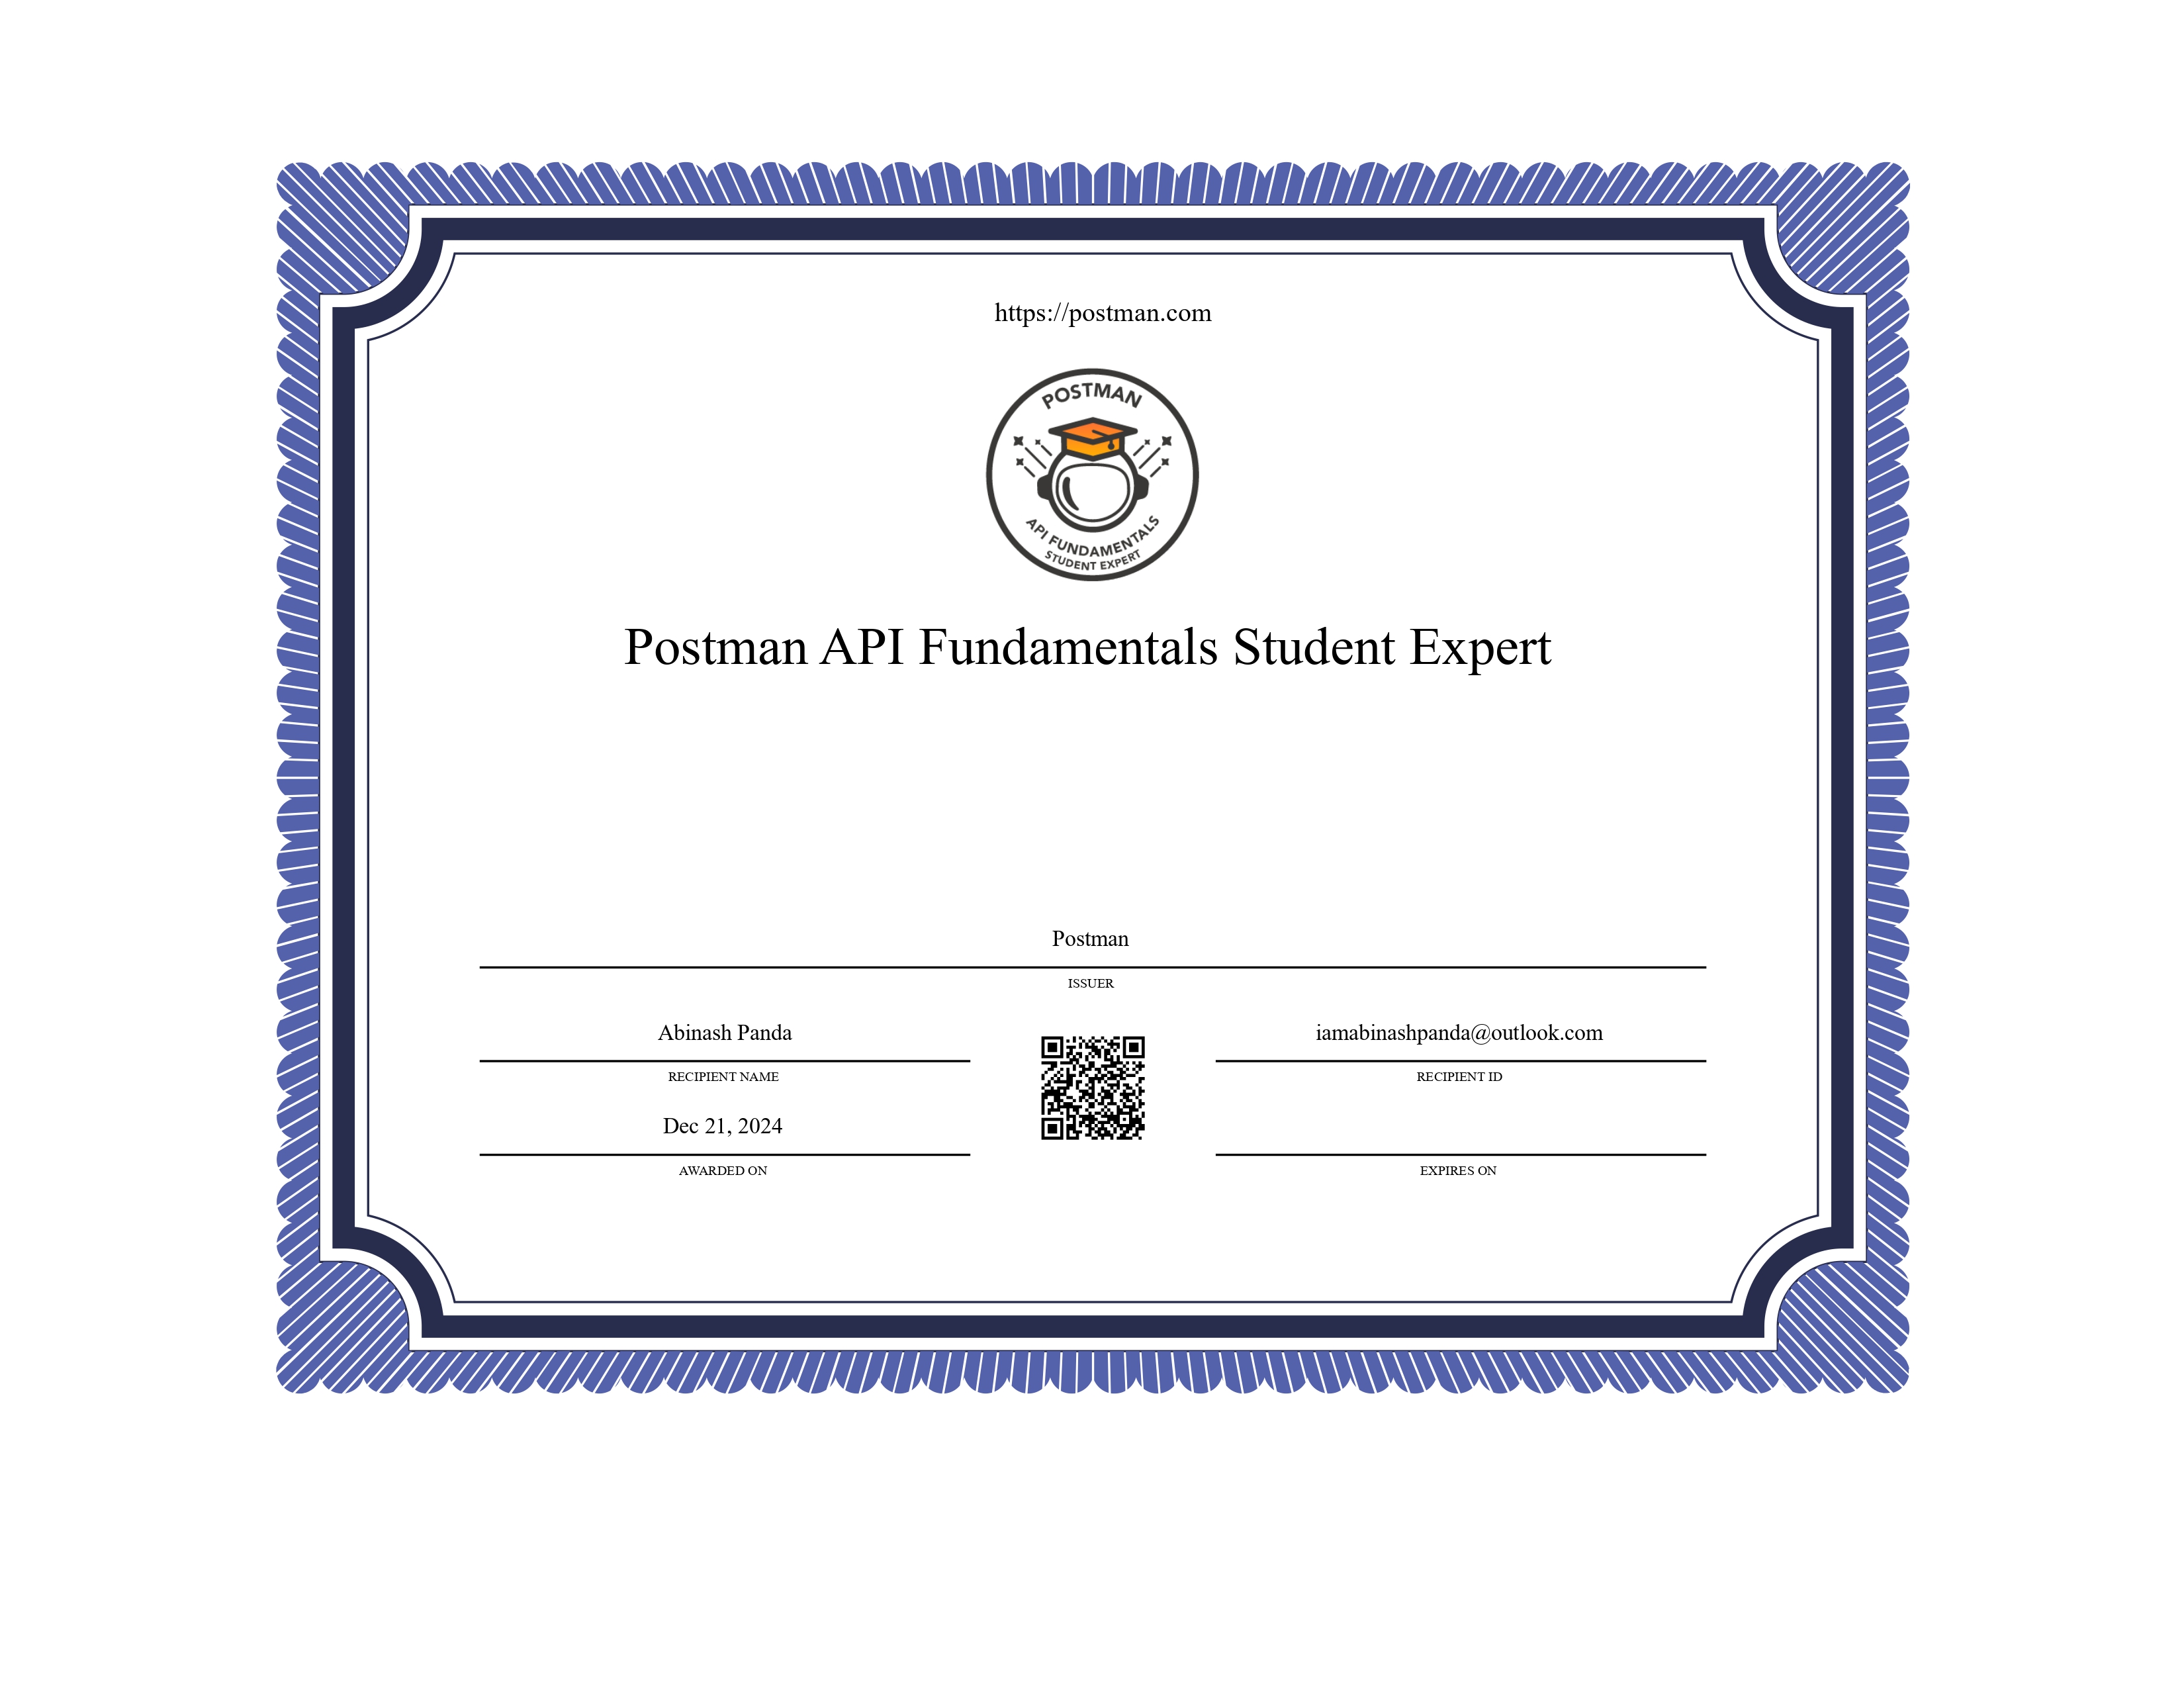 https://postman.com
POSTMAN
API FUNDAMENTALS
STUDENT EXPERT
Postman API Fundamentals Student Expert
Postman
ISSUER
Abinash Panda
iamabinashpanda@outlook.com
RECIPIENT NAME
RECIPIENT ID
Dec 21, 2024
AWARDED ON
EXPIRES ON